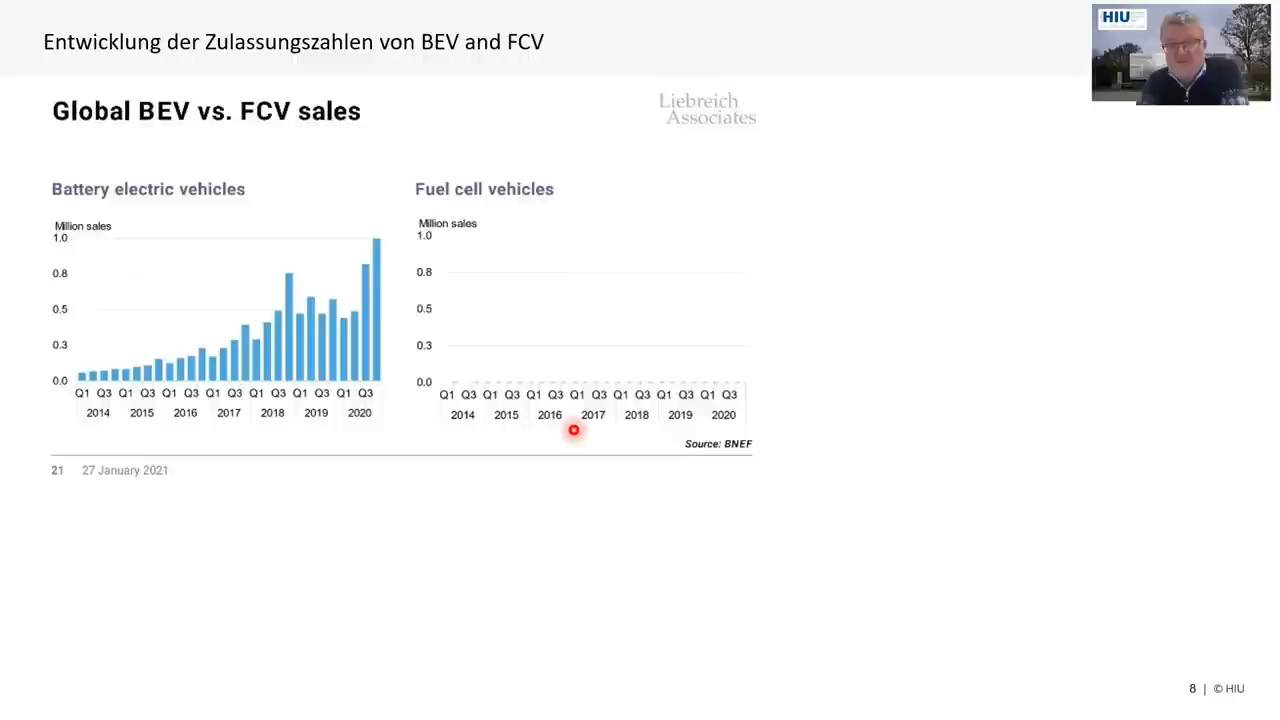 Entwicklung der Zulassungszahlen von BEV and FCV
HIU
Global BEV vs. FCV sales
Liebreich
Associates
Battery electric vehicles
Million sales
1.0
0.8
0.5
0.3
0.0
Q1 Q3 Q1 Q3 Q1 Q3 Q1 Q3 Q1 Q3 Q1 Q3 Q1 Q3
2014 2015 2016 2017 2018 2019 2020
Fuel cell vehicles
Million sales
1.0
0.8
0.5
0.3
0.0
Q1 Q3 Q1 Q3 Q1 Q3 Q1 Q3 Q1 Q3 Q1 Q3 Q1 Q3
2014 2015 2016 2017 2018 2019 2020
Source: BNEF
21 27 January 2021
8 | © HIU